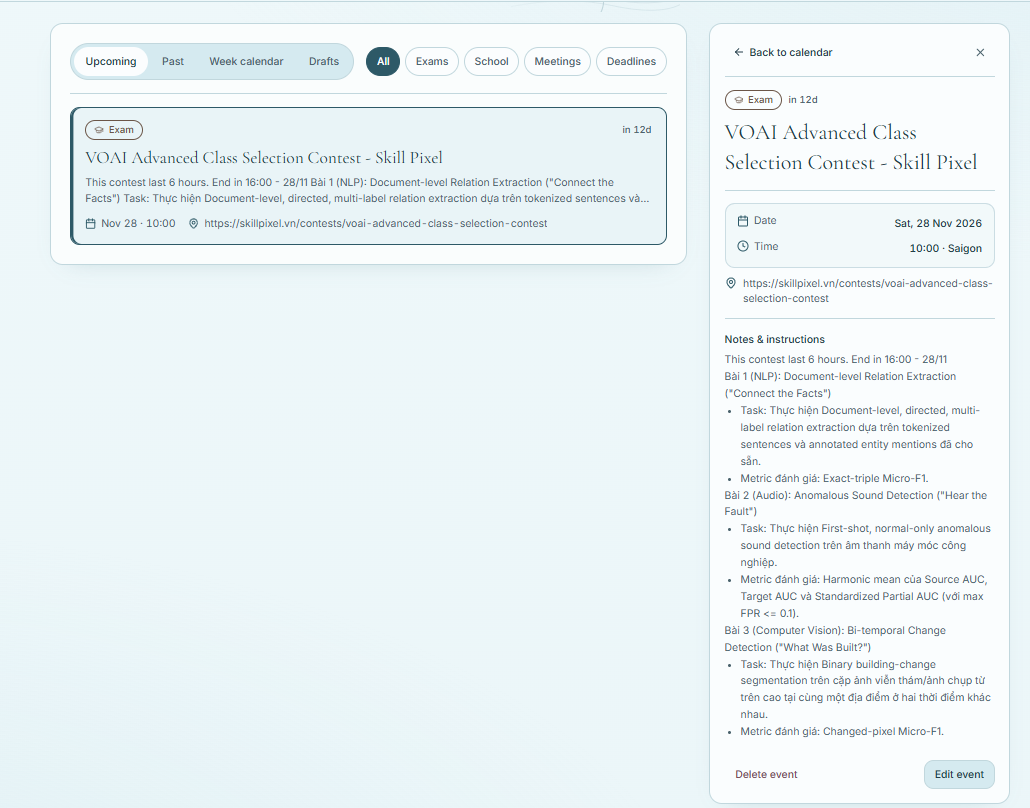 Upcoming Past Week calendar Drafts All Exams School Meetings Deadlines
Exam in 12d
VOAI Advanced Class Selection Contest - Skill Pixel
This contest last 6 hours. End in 16:00 - 28/11 Bài 1 (NLP): Document-level Relation Extraction ("Connect the
Facts") Task: Thực hiện Document-level, directed, multi-label relation extraction dựa trên tokenized sentences và...
Nov 28 · 10:00 https://skillpixel.vn/contests/voai-advanced-class-selection-contest
Back to calendar
Exam in 12d
VOAI Advanced Class
Selection Contest - Skill Pixel
Date Sat, 28 Nov 2026
Time 10:00 · Saigon
https://skillpixel.vn/contests/voai-advanced-class-
selection-contest
Notes & instructions
This contest last 6 hours. End in 16:00 - 28/11
Bài 1 (NLP): Document-level Relation Extraction
("Connect the Facts")
• Task: Thực hiện Document-level, directed, multi-
label relation extraction dựa trên tokenized
sentences và annotated entity mentions đã cho
sẵn.
• Metric đánh giá: Exact-triple Micro-F1.
Bài 2 (Audio): Anomalous Sound Detection ("Hear the
Fault")
• Task: Thực hiện First-shot, normal-only anomalous
sound detection trên âm thanh máy móc công
nghiệp.
• Metric đánh giá: Harmonic mean của Source AUC,
Target AUC và Standardized Partial AUC (với max
FPR <= 0.1).
Bài 3 (Computer Vision): Bi-temporal Change
Detection ("What Was Built?")
• Task: Thực hiện Binary building-change
segmentation trên cặp ảnh viễn thám/ảnh chụp từ
trên cao tại cùng một địa điểm ở hai thời điểm khác
nhau.
• Metric đánh giá: Changed-pixel Micro-F1.
Delete event Edit event